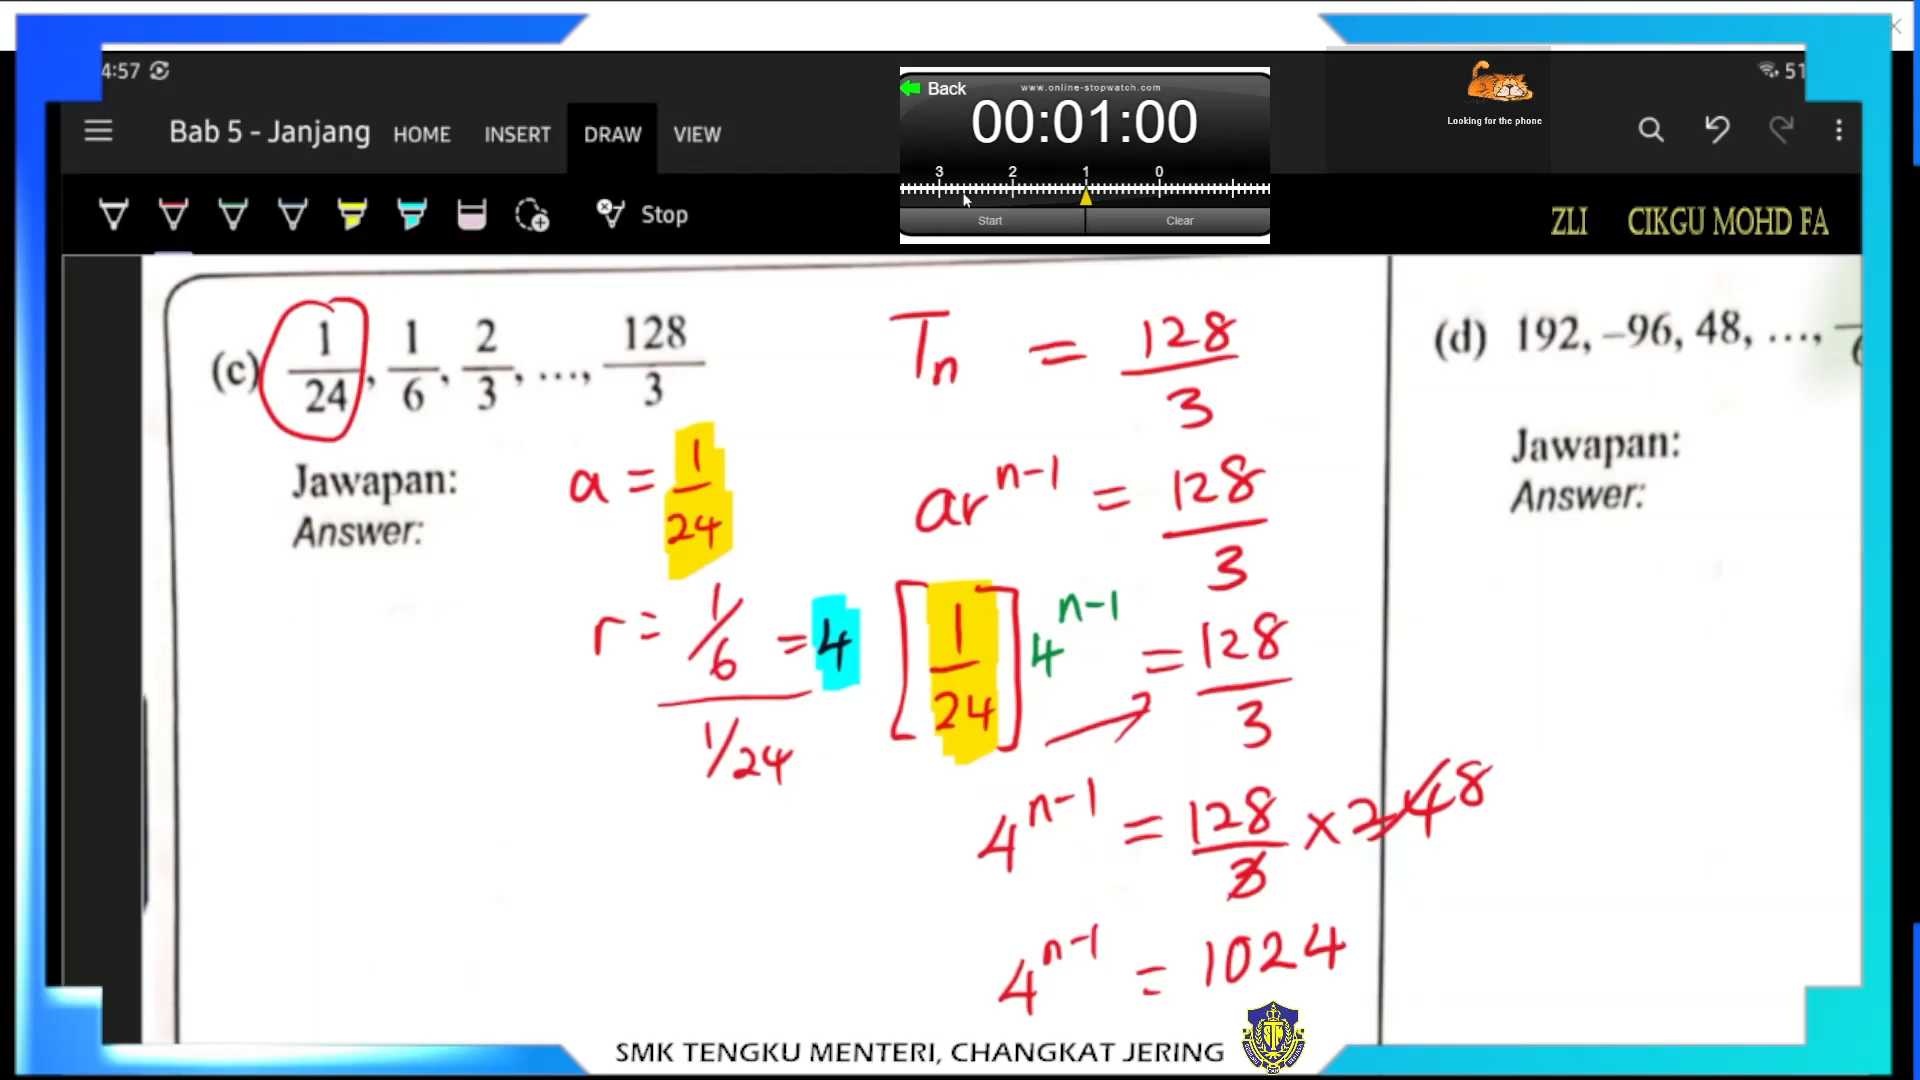 4:57
51
Bab 5 - Janjang HOME INSERT DRAW VIEW
Back
www.online-stopwatch.com
00:01:00
3 2 1 0
Start Clear
Looking for the phone
Stop
ZLI CIKGU MOHD FA
(c) 1/24, 1/6, 2/3, ..., 128/3
Jawapan:
Answer:
a = 1/24
r = 1/6 / 1/24 = 4
Tn = 128/3
ar^(n-1) = 128/3
[1/24] 4^(n-1) = 128/3
4^(n-1) = 128/3 × 24 8
4^(n-1) = 1024
(d) 192, –96, 48, ...,
Jawapan:
Answer:
SMK TENGKU MENTERI, CHANGKAT JERING